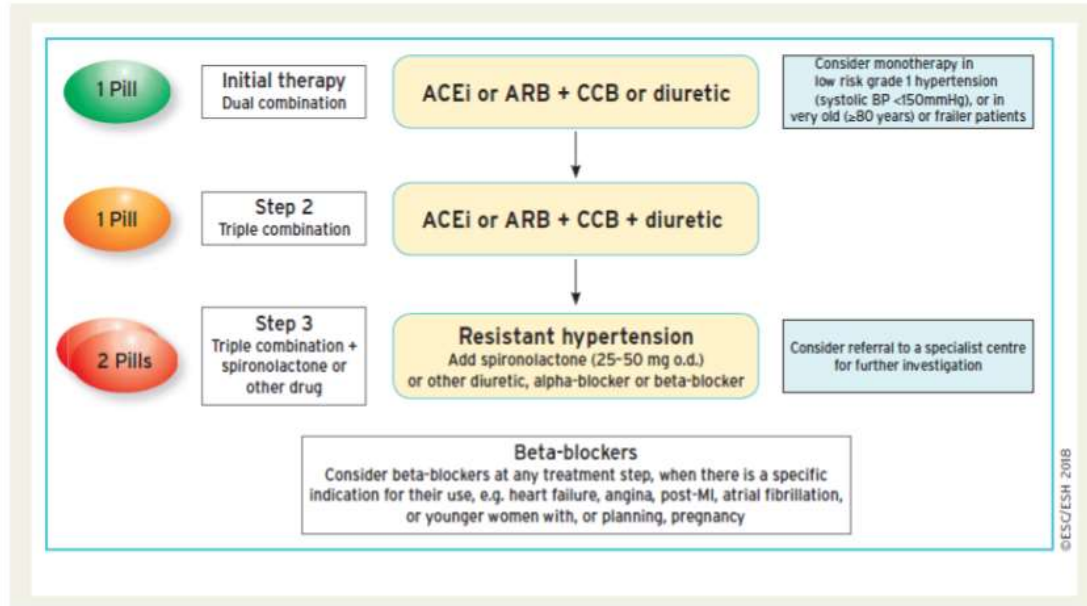 1 Pill
Initial therapy
Dual combination
ACEi or ARB + CCB or diuretic
Consider monotherapy in
low risk grade 1 hypertension
(systolic BP <150mmHg), or in
very old (≥80 years) or frailer patients
1 Pill
Step 2
Triple combination
ACEi or ARB + CCB + diuretic
2 Pills
Step 3
Triple combination +
spironolactone or
other drug
Resistant hypertension
Add spironolactone (25–50 mg o.d.)
or other diuretic, alpha-blocker or beta-blocker
Consider referral to a specialist centre
for further investigation
Beta-blockers
Consider beta-blockers at any treatment step, when there is a specific
indication for their use, e.g. heart failure, angina, post-MI, atrial fibrillation,
or younger women with, or planning, pregnancy
©ESC/ESH 2018